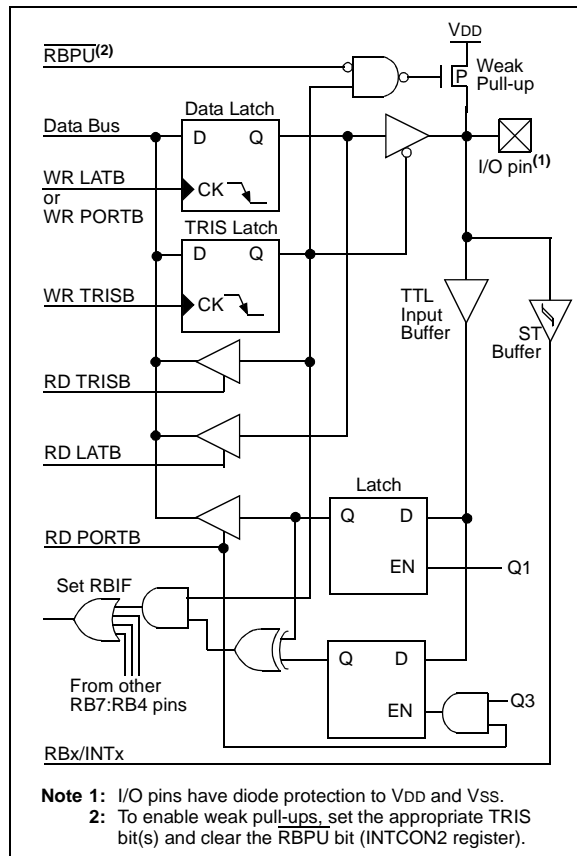 VDD
RBPU(2)
Weak
Pull-up
P
Data Latch
Data Bus
D Q
I/O pin(1)
WR LATB
or
WR PORTB
CK
TRIS Latch
D Q
WR TRISB
CK
TTL
Input
Buffer
ST
Buffer
RD TRISB
RD LATB
Latch
Q D
RD PORTB
EN
Q1
Set RBIF
Q D
EN
Q3
From other
RB7:RB4 pins
RBx/INTx
Note 1: I/O pins have diode protection to VDD and VSS.
2: To enable weak pull-ups, set the appropriate TRIS
bit(s) and clear the RBPU bit (INTCON2 register).